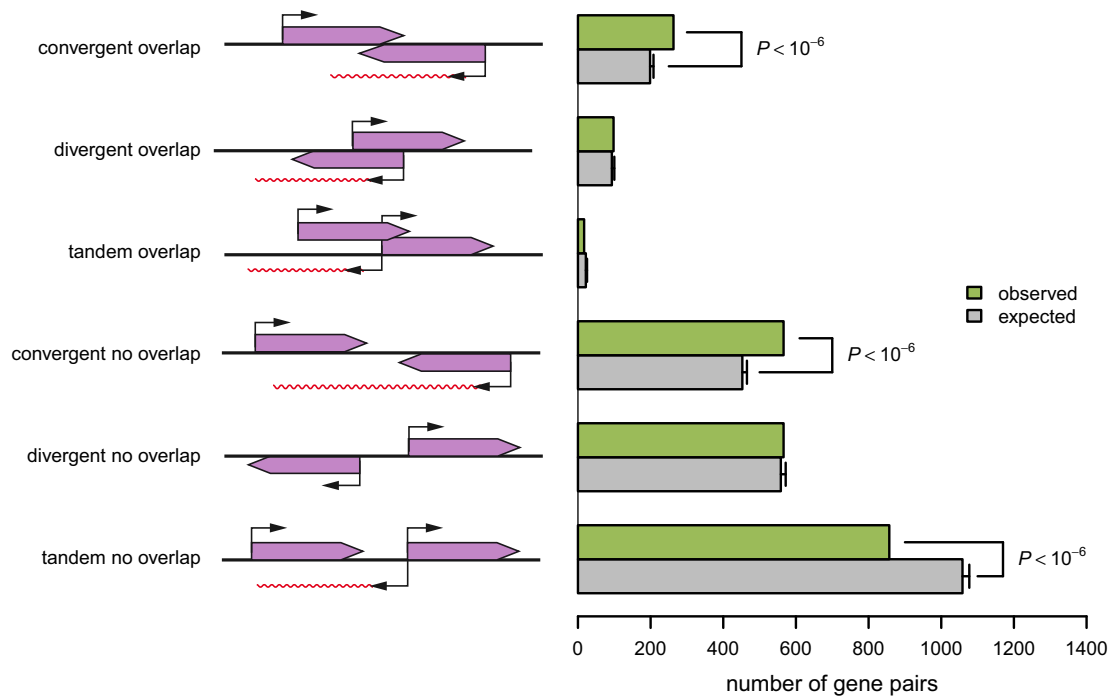 convergent overlap
P < 10⁻⁶
divergent overlap
tandem overlap
observed
expected
convergent no overlap
P < 10⁻⁶
divergent no overlap
tandem no overlap
P < 10⁻⁶
0 200 400 600 800 1000 1200 1400
number of gene pairs